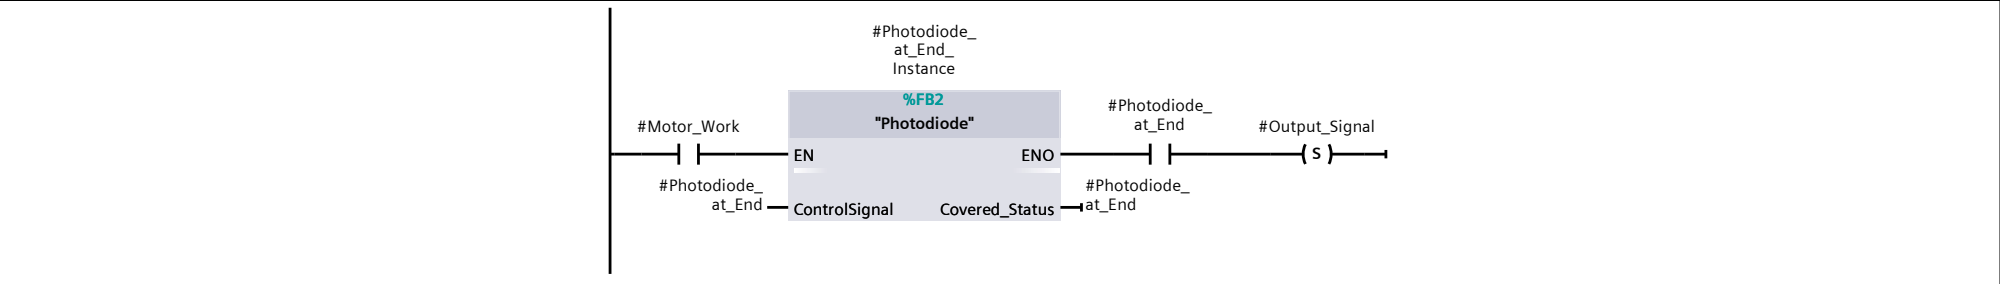 #Photodiode_
at_End_
Instance
%FB2
"Photodiode"
#Motor_Work
EN
ENO
#Photodiode_
at_End
#Output_Signal
S
#Photodiode_
at_End
ControlSignal
Covered_Status
#Photodiode_
at_End